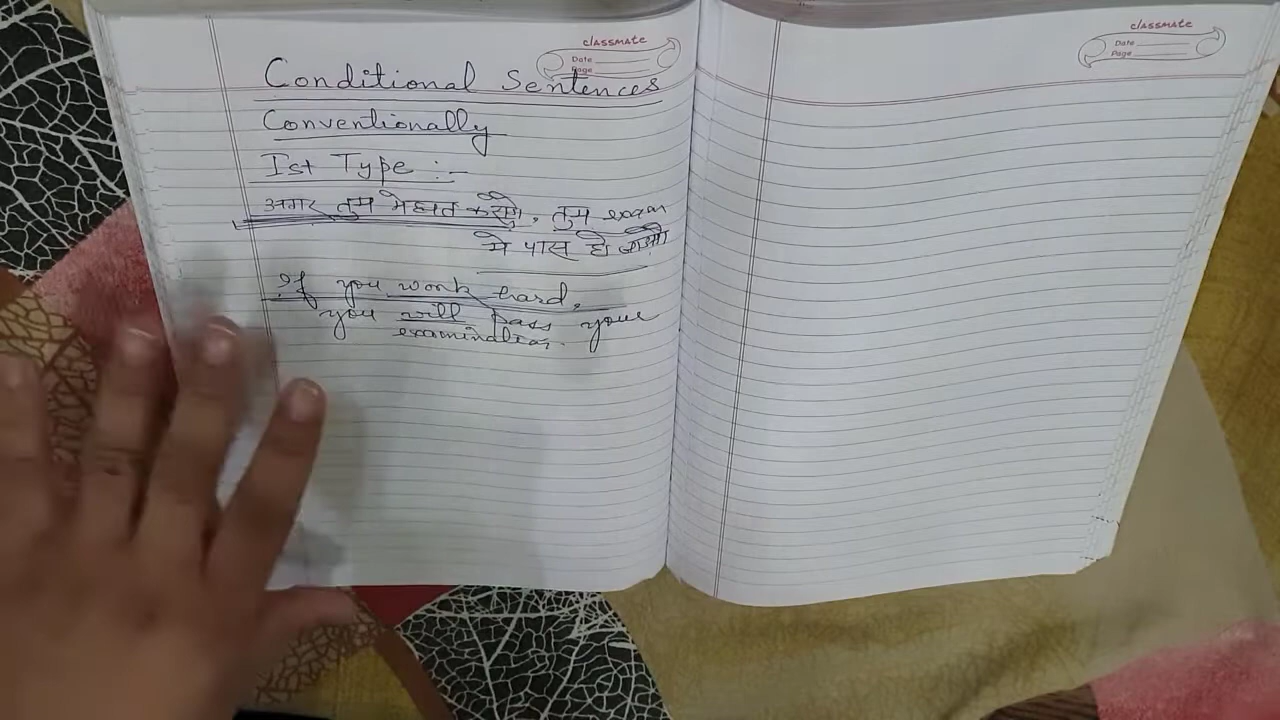 classmate
Date
Page
Conditional Sentences
Conventionally
Ist Type :-
अगर तुम मेहनत करोगे, तुम exam
मे पास हो जाओगे
If you work hard,
you will pass your
examination.
classmate
Date
Page